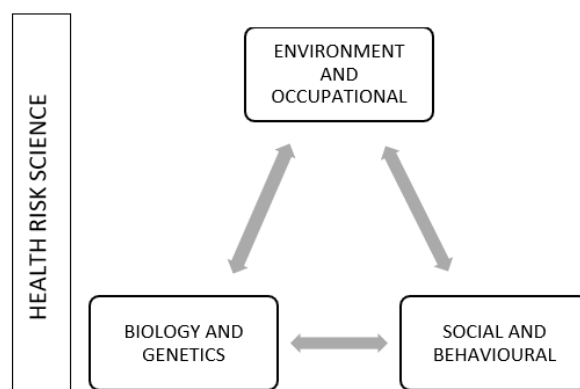 HEALTH RISK SCIENCE
ENVIRONMENT
AND
OCCUPATIONAL
BIOLOGY AND
GENETICS
SOCIAL AND
BEHAVIOURAL